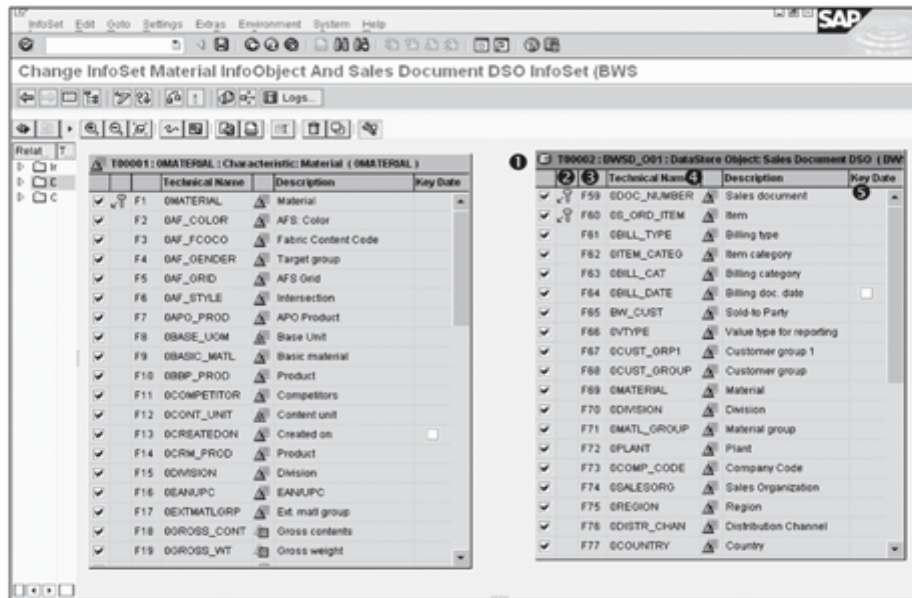 InfoSet Edit Goto Settings Extras Environment System Help
SAP
Change InfoSet Material InfoObject And Sales Document DSO InfoSet (BWS
Logs...
Relat T..
T00001 : 0MATERIAL : Characteristic: Material ( 0MATERIAL )
Technical Name Description Key Date
F1 0MATERIAL Material
F2 0AF_COLOR AFS: Color
F3 0AF_FCOCO Fabric Content Code
F4 0AF_GENDER Target group
F5 0AF_GRID AFS Grid
F6 0AF_STYLE Intersection
F7 0APO_PROD APO Product
F8 0BASE_UOM Base Unit
F9 0BASIC_MATL Basic material
F10 0BBP_PROD Product
F11 0COMPETITOR Competitors
F12 0CONT_UNIT Content unit
F13 0CREATEDON Created on
F14 0CRM_PROD Product
F15 0DIVISION Division
F16 0EANUPC EAN/UPC
F17 0EXTMATLGRP Ext. matl group
F18 0GROSS_CONT Gross contents
F19 0GROSS_WT Gross weight
1 T00002 : BWSD_O01 : DataStore Object: Sales Document DSO ( BW
2 3 Technical Name 4 Description Key Date
F59 0DOC_NUMBER Sales document 5
F60 0S_ORD_ITEM Item
F61 0BILL_TYPE Billing type
F62 0ITEM_CATEG Item category
F63 0BILL_CAT Billing category
F64 0BILL_DATE Billing doc. date
F65 BW_CUST Sold-to Party
F66 0VTYPE Value type for reporting
F67 0CUST_GRP1 Customer group 1
F68 0CUST_GROUP Customer group
F69 0MATERIAL Material
F70 0DIVISION Division
F71 0MATL_GROUP Material group
F72 0PLANT Plant
F73 0COMP_CODE Company Code
F74 0SALESORG Sales Organization
F75 0REGION Region
F76 0DISTR_CHAN Distribution Channel
F77 0COUNTRY Country